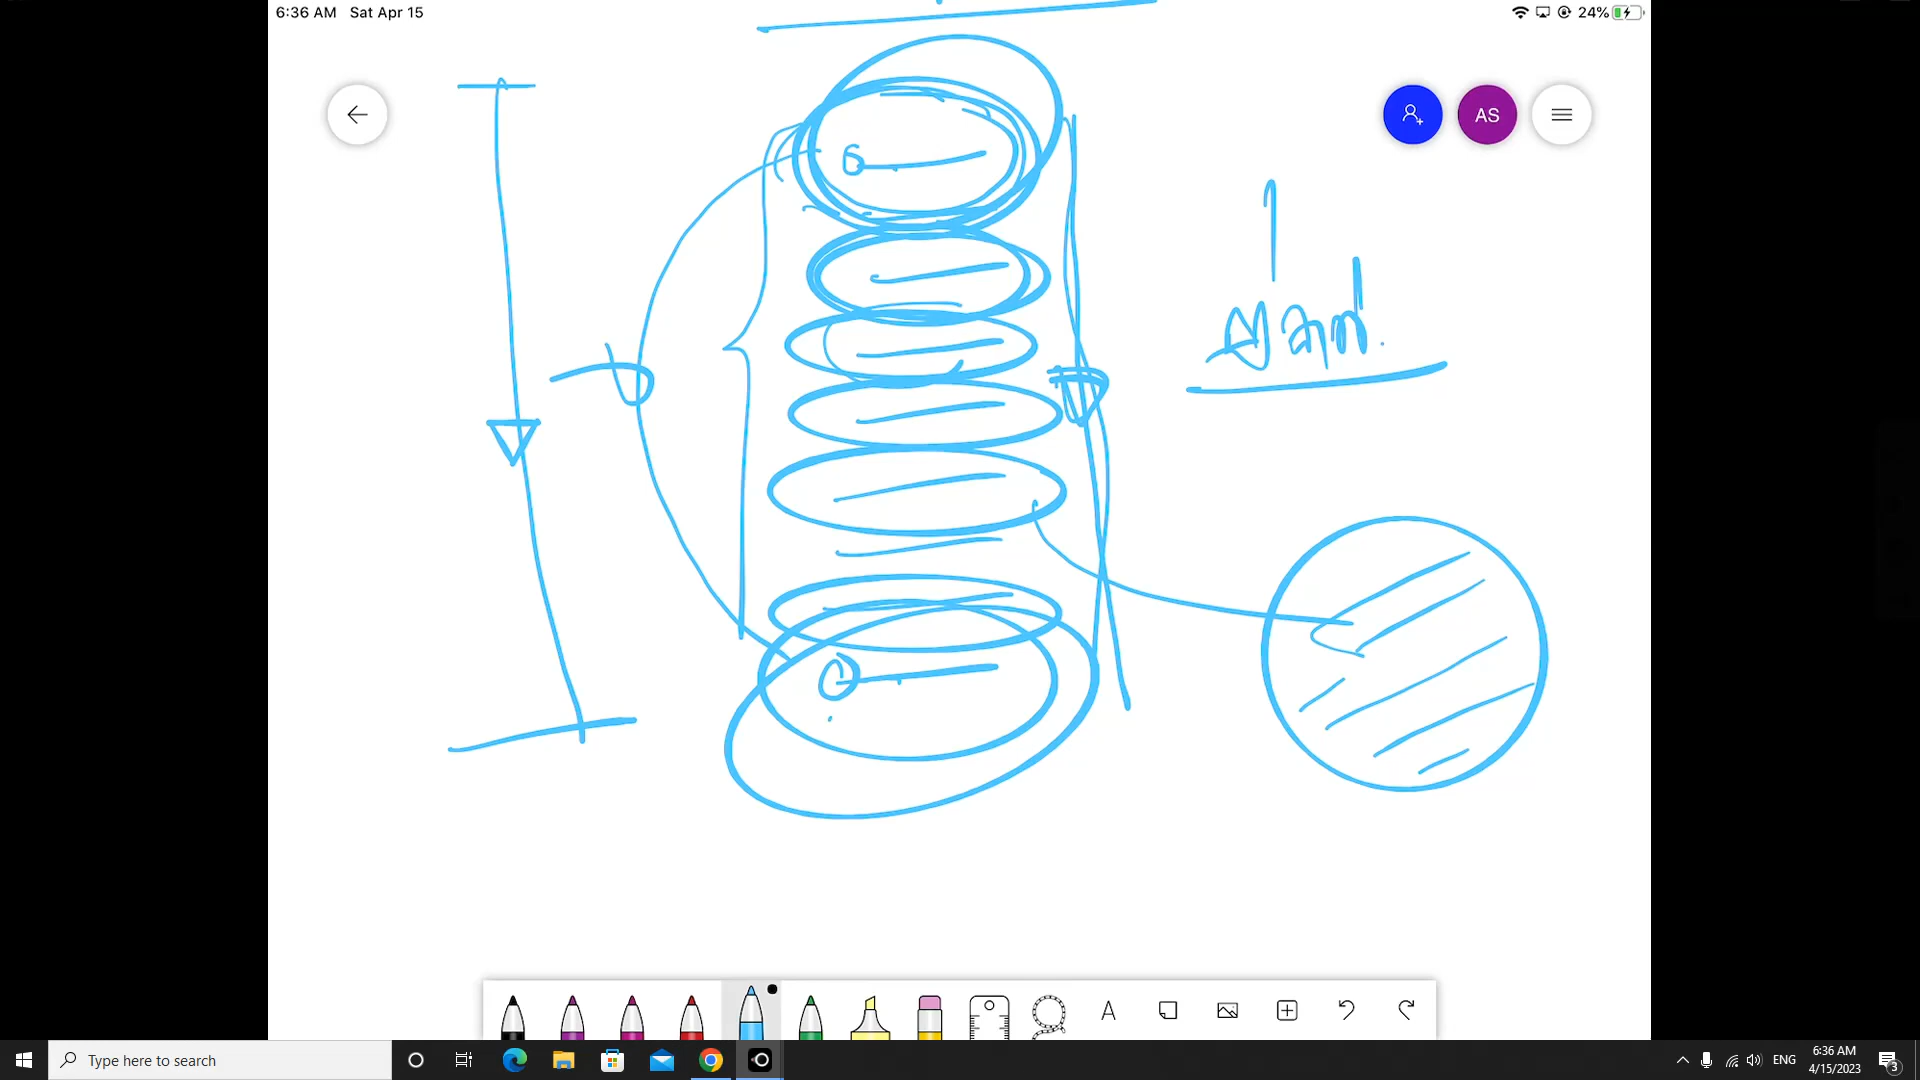 6:36 AM Sat Apr 15
24%
AS
A
Type here to search
ENG
6:36 AM
4/15/2023
3